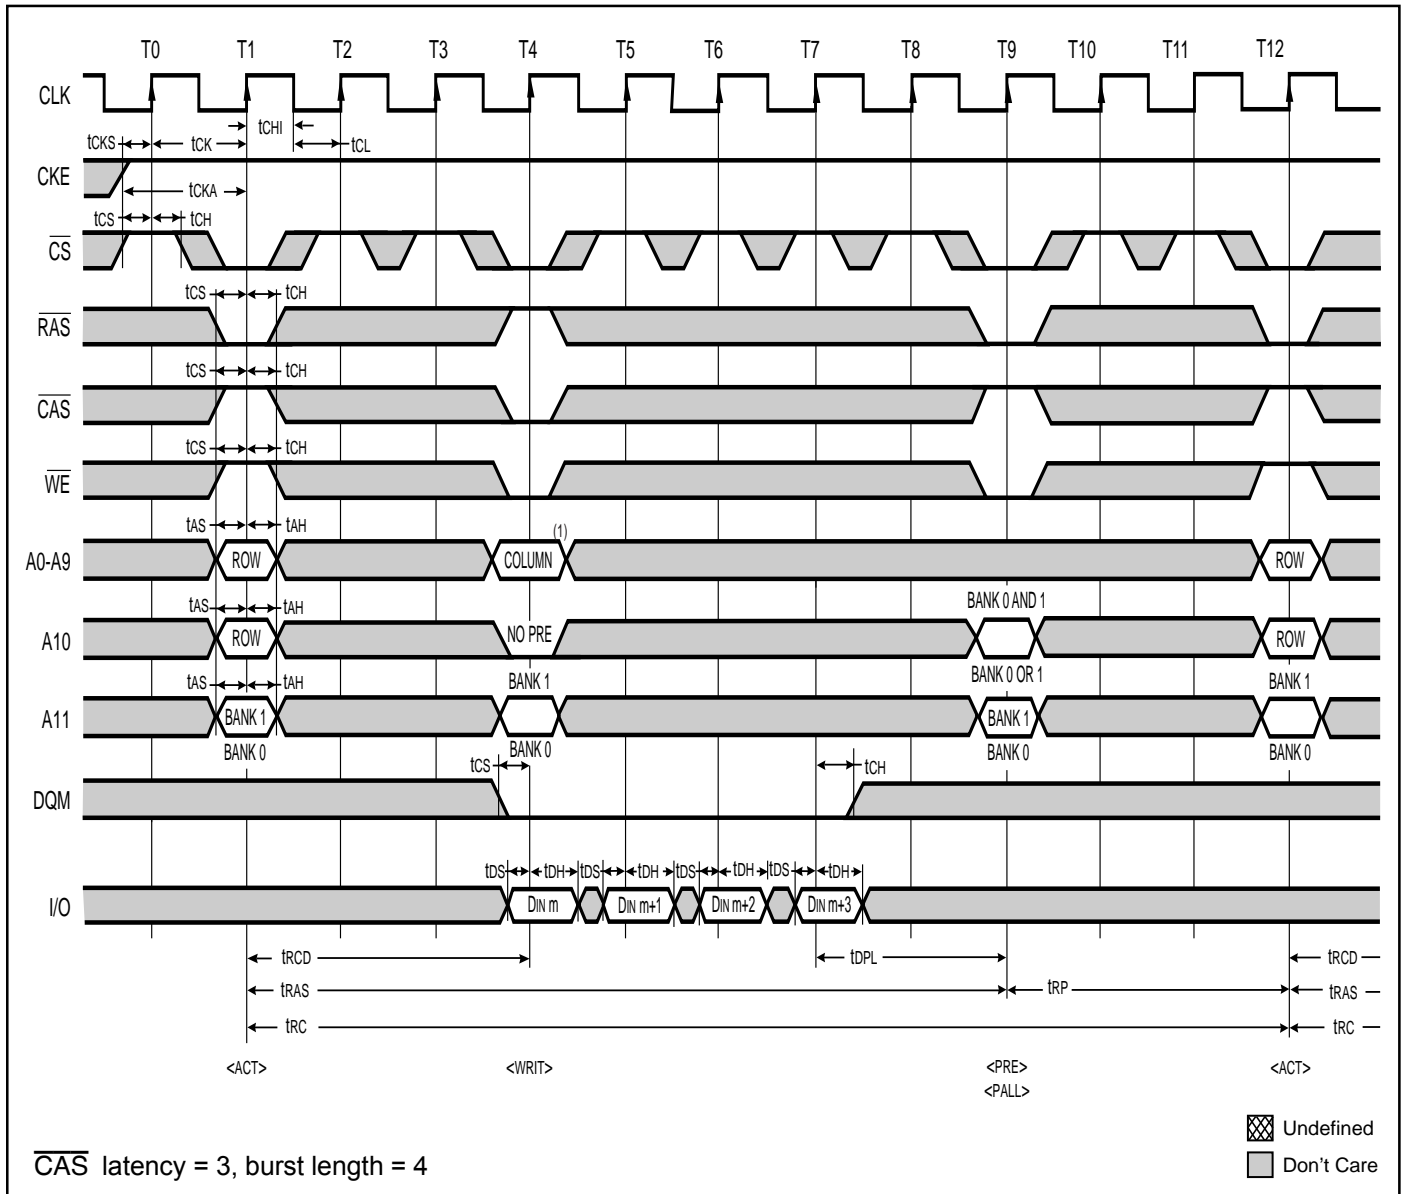 T0 T1 T2 T3 T4 T5 T6 T7 T8 T9 T10 T11 T12
CLK
tCHI
tCKS tCK tCL
CKE
tCKA
tCS tCH
CS
tCS tCH
RAS
tCS tCH
CAS
tCS tCH
WE
tAS tAH (1)
A0-A9 ROW COLUMN ROW
tAS tAH BANK 0 AND 1
A10 ROW NO PRE ROW
BANK 0 OR 1
tAS tAH BANK 1 BANK 1
A11 BANK 1 BANK 1
BANK 0 BANK 0 BANK 0 BANK 0
tCS tCH
DQM
tDS tDH tDS tDH tDS tDH tDS tDH
I/O DIN m DIN m+1 DIN m+2 DIN m+3
tRCD tDPL tRCD
tRAS tRP tRAS
tRC tRC
<ACT> <WRIT> <PRE> <ACT>
<PALL>
Undefined
CAS latency = 3, burst length = 4
Don't Care